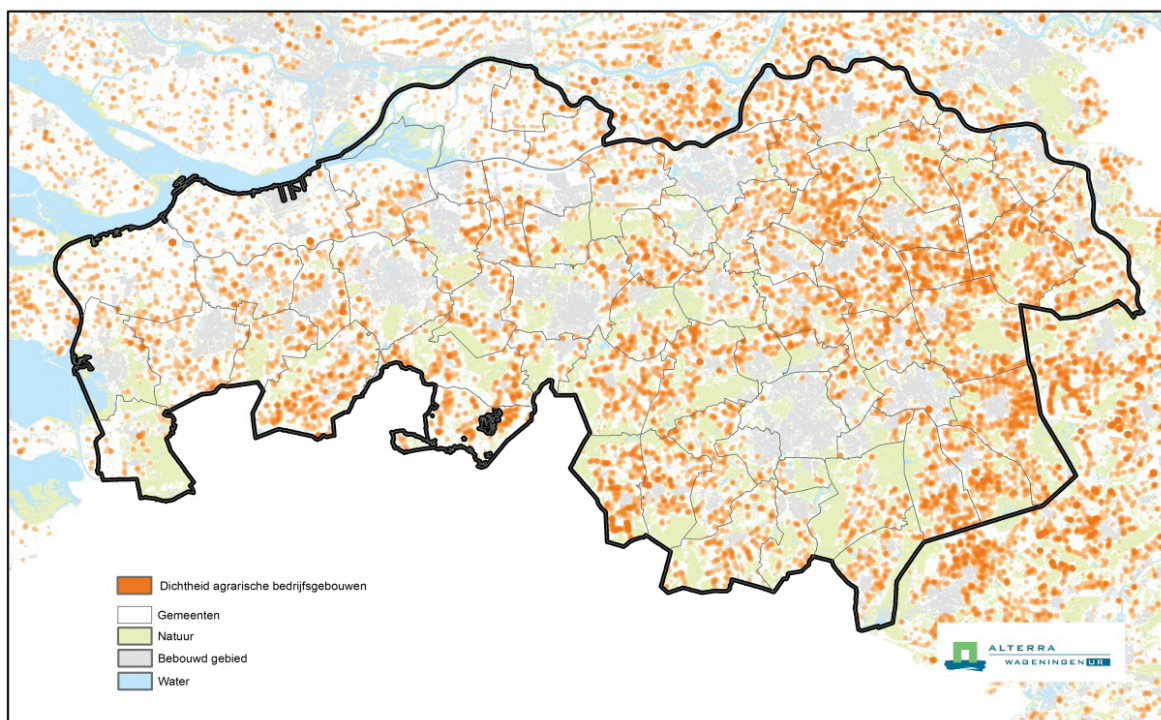 Dichtheid agrarische bedrijfsgebouwen
Gemeenten
Natuur
Bebouwd gebied
Water
ALTERRA
WAGENINGEN UR